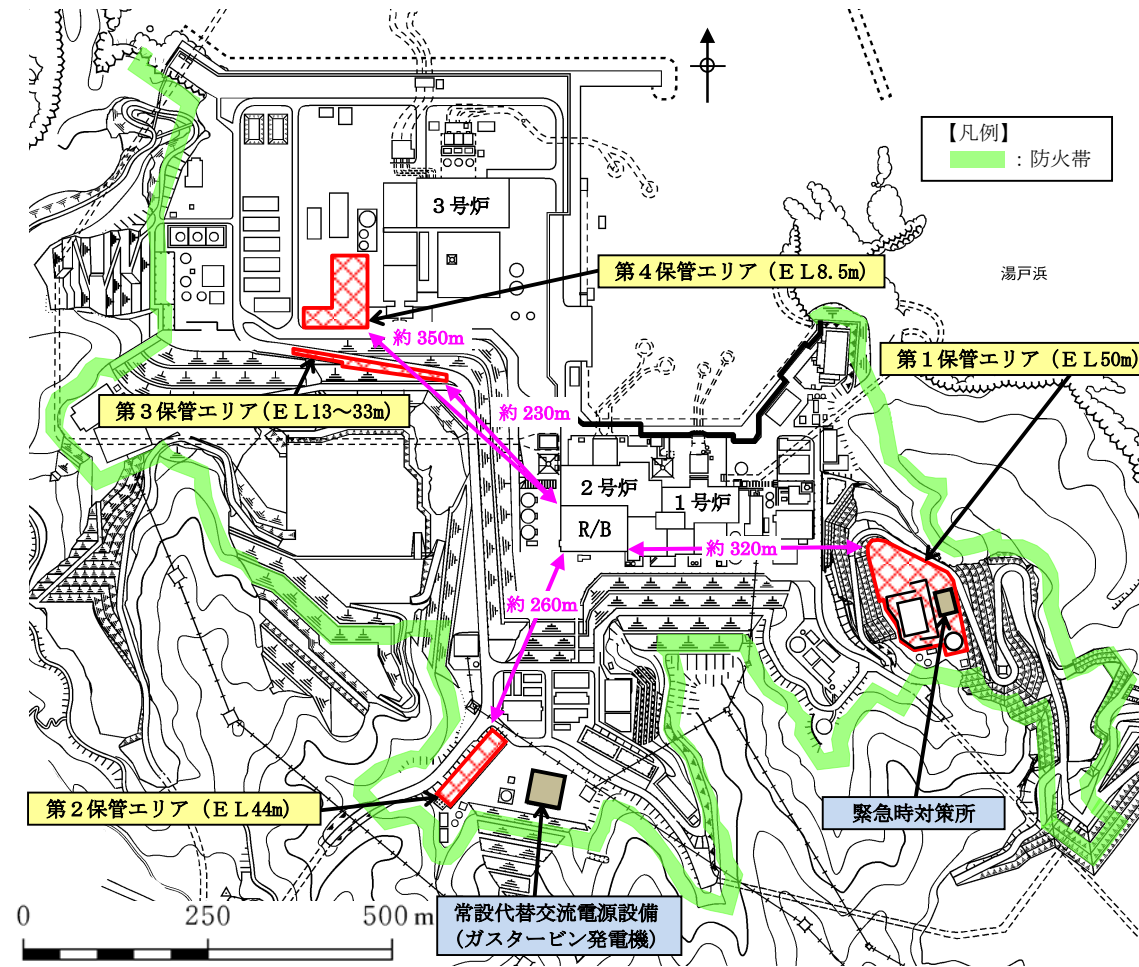 【凡例】
：防火帯
３号炉
湯戸浜
第４保管エリア（ＥＬ8.5m）
約 350m
第１保管エリア（ＥＬ50m）
第３保管エリア（ＥＬ13～33m）
約 230m
２号炉
１号炉
R/B
約 320m
約 260m
第２保管エリア（ＥＬ44m）
緊急時対策所
常設代替交流電源設備
（ガスタービン発電機）
0 250 500 m